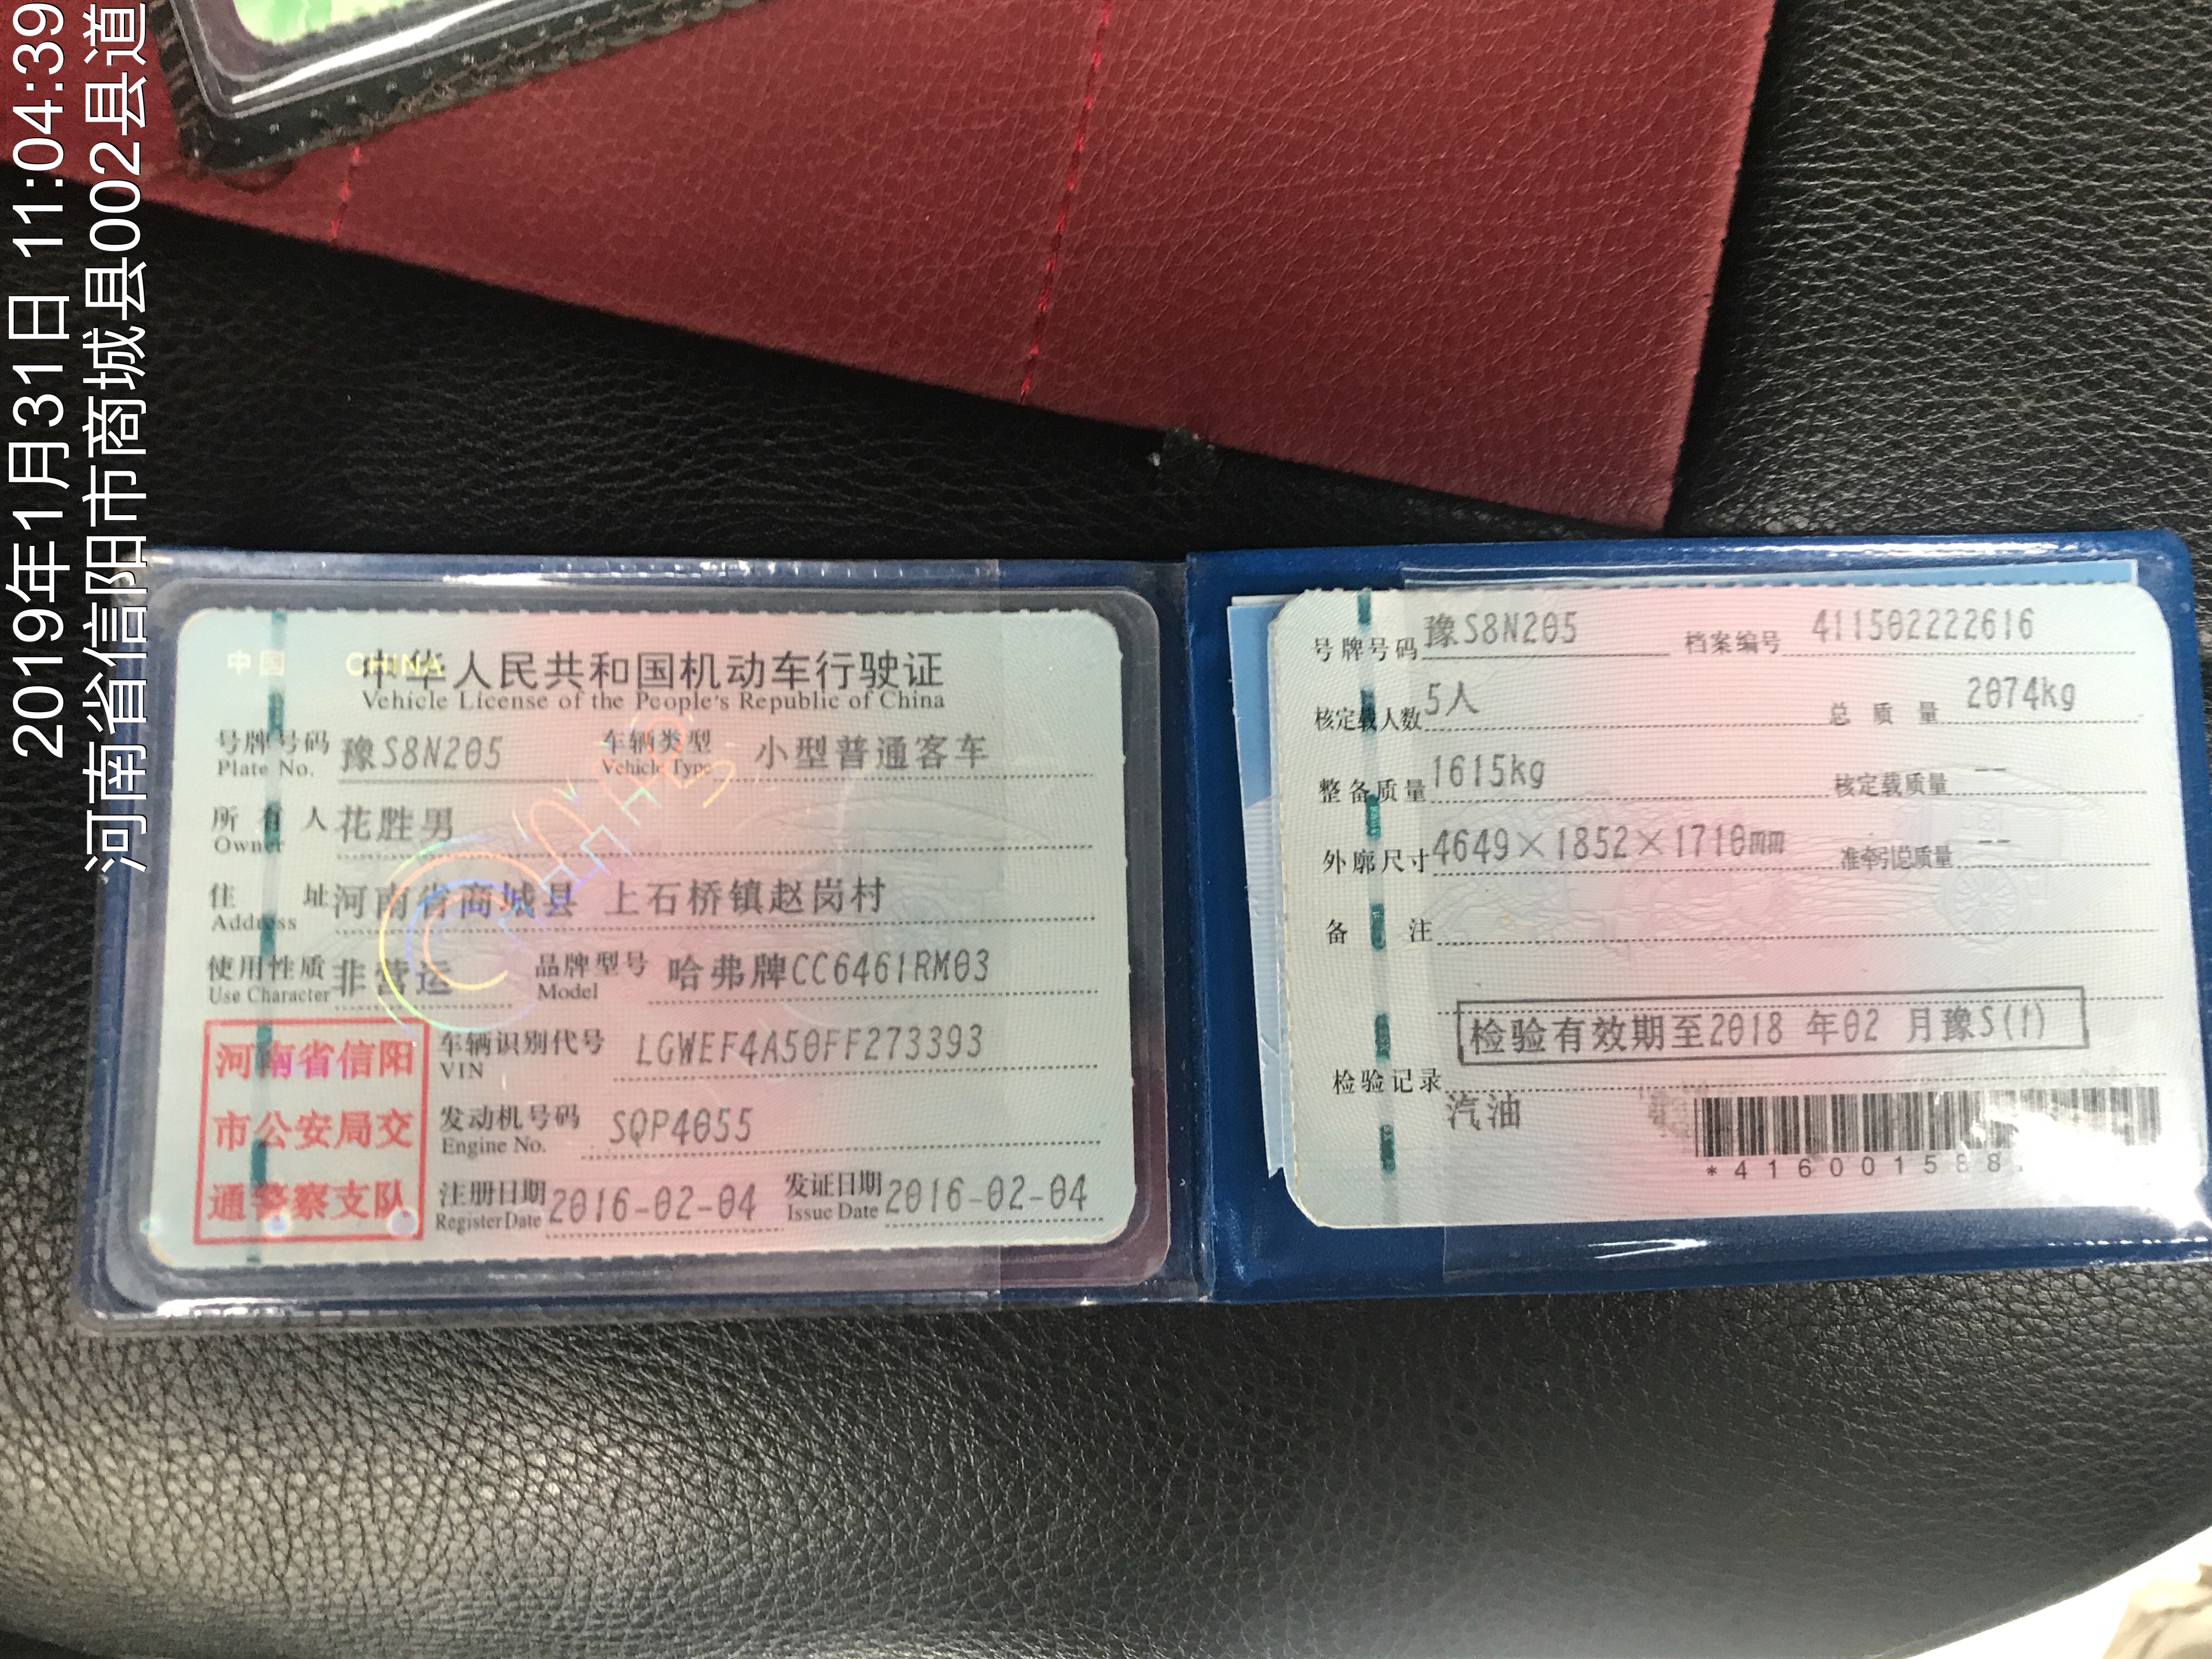 2019年1月31日 11:04:39
河南省信阳市商城县002县道
中国 CHINA
中华人民共和国机动车行驶证
Vehicle License of the People's Republic of China
号牌号码 豫S8N205 车辆类型 小型普通客车
Plate No. Vehicle Type
所有人 花胜男
Owner
住址 河南省商城县 上石桥镇赵岗村
Address
使用性质 非营运 品牌型号 哈弗牌CC6461RM03
Use Character Model
河南省信阳
市公安局交
通警察支队
车辆识别代号 LGWEF4A50FF273393
VIN
发动机号码 SQP4055
Engine No.
注册日期 2016-02-04 发证日期 2016-02-04
Register Date Issue Date
号牌号码 豫S8N205 档案编号 411502222616
核定载人数 5人 总质量 2074kg
整备质量 1615kg 核定载质量 --
外廓尺寸 4649×1852×1710mm 准牵引总质量 --
备注
检验有效期至2018 年02 月豫S(f)
检验记录
汽油
*416001588